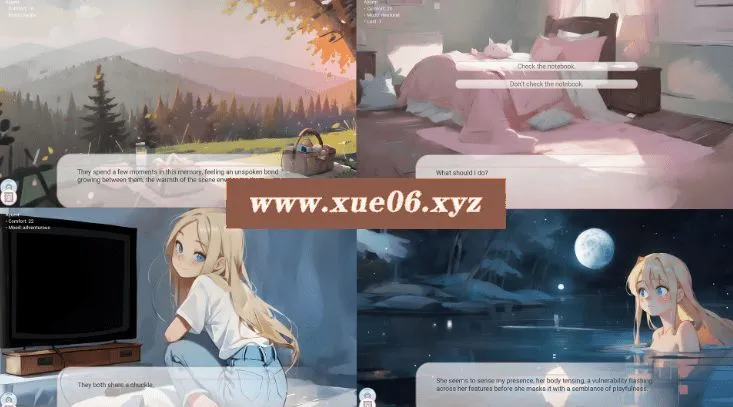 - Comfort: 21
Check the notebook.
Don't check the notebook.
They spend a few moments in this memory, feeling an unspoken bond
growing between them, the warmth of the scene
What should I do?
www.xue06.xyz
- Comfort: 22
- Mood: adventurous
They both share a chuckle.
She seems to sense my presence, her body tensing, a vulnerability flashing
across her features before she masks it with a semblance of playfulness.